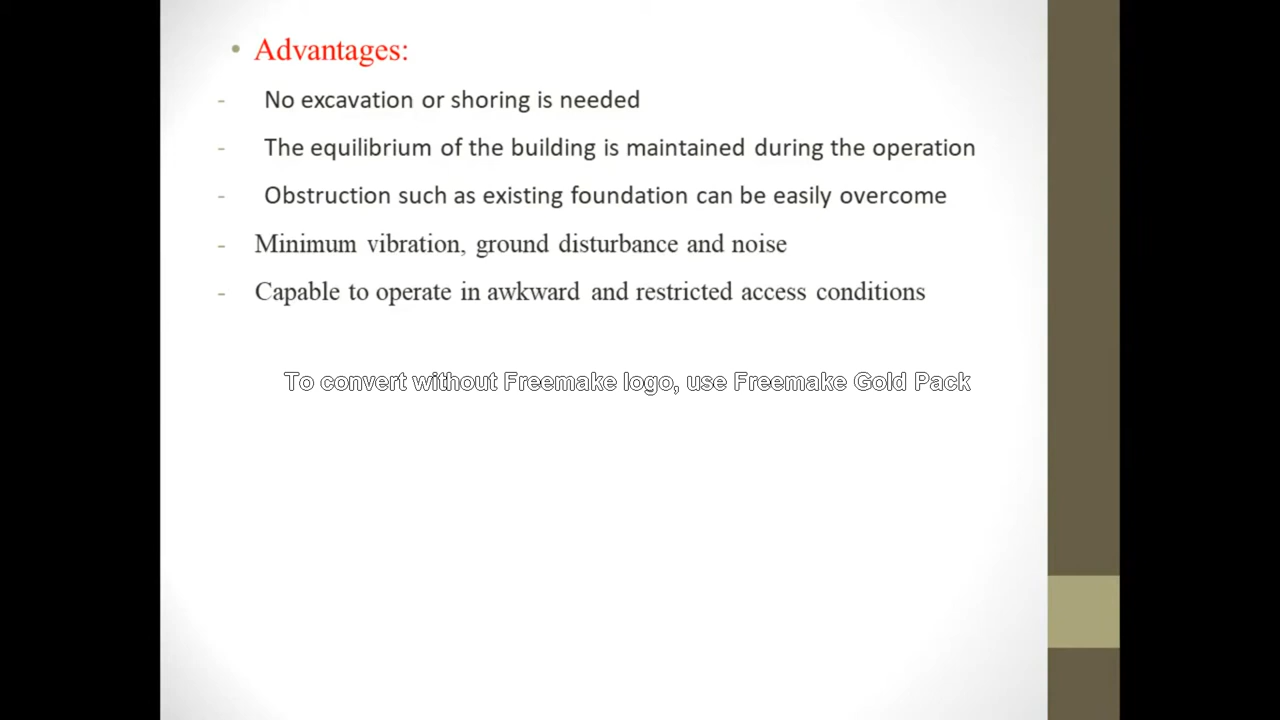 • Advantages:
- No excavation or shoring is needed
- The equilibrium of the building is maintained during the operation
- Obstruction such as existing foundation can be easily overcome
- Minimum vibration, ground disturbance and noise
- Capable to operate in awkward and restricted access conditions
To convert without Freemake logo, use Freemake Gold Pack